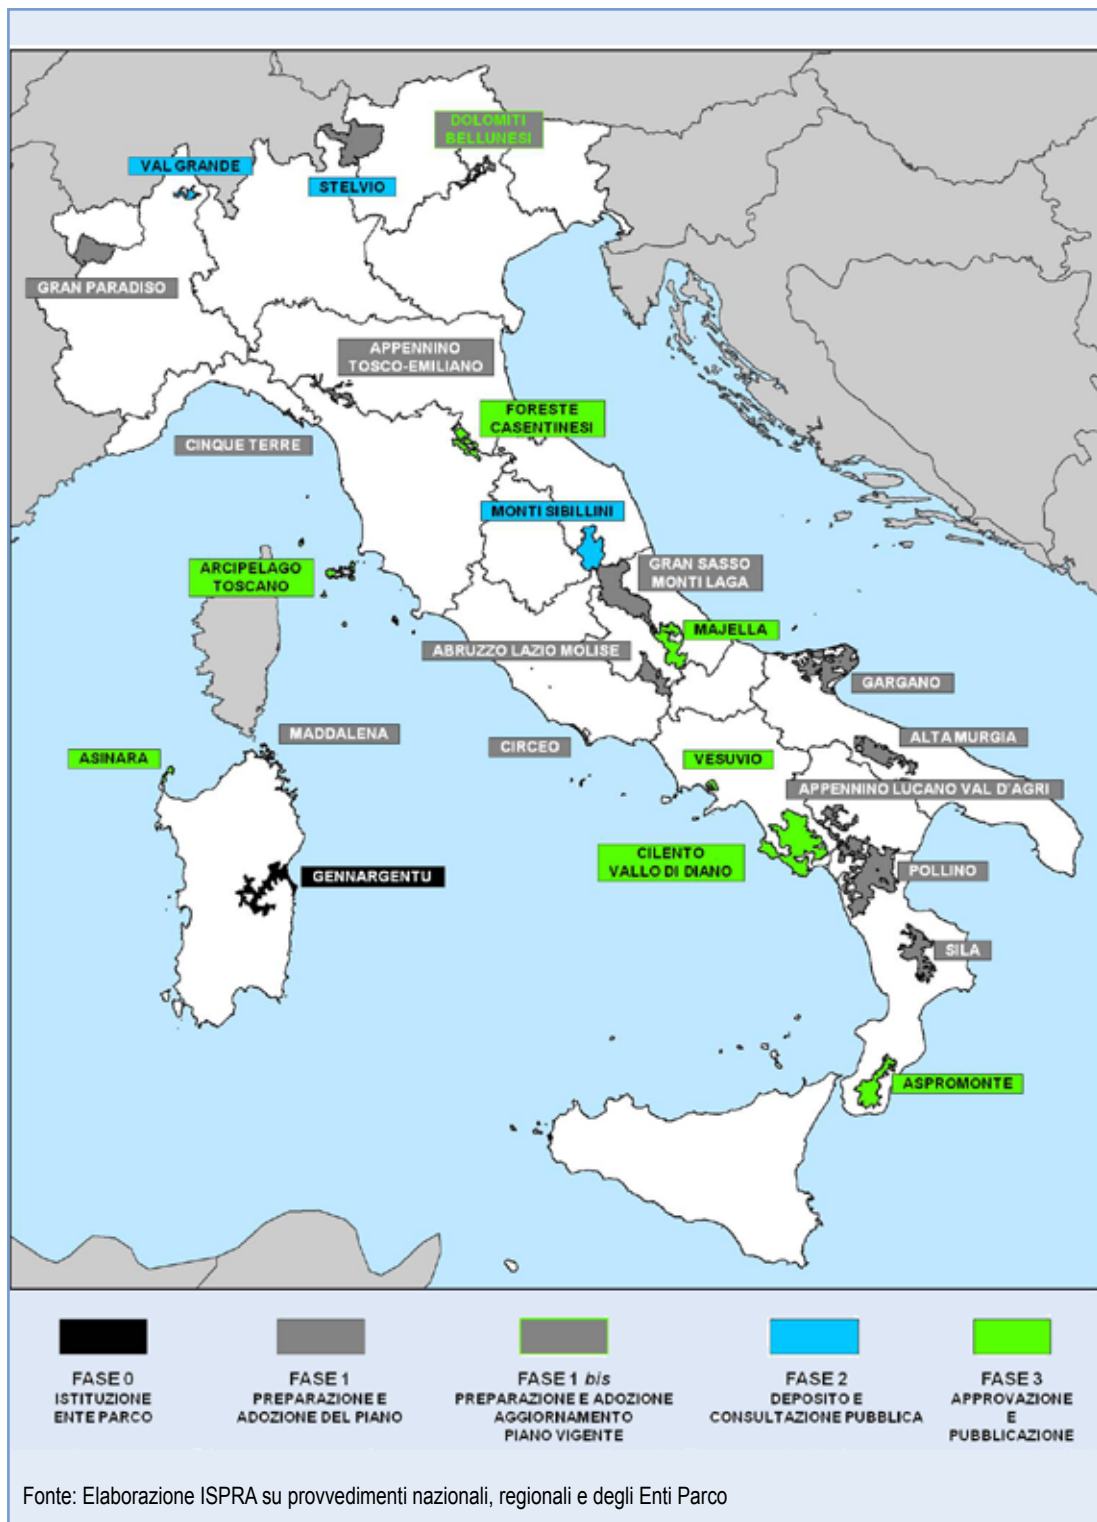 DOLOMITI
BELLUNESI
VAL GRANDE
STELVIO
GRAN PARADISO
APPENNINO
TOSCO-EMILIANO
FORESTE
CASENTINESI
CINQUE TERRE
MONTI SIBILLINI
GRAN SASSO
MONTI LAGA
ARCIPELAGO
TOSCANO
MAJELLA
ABRUZZO LAZIO MOLISE
GARGANO
MADDALENA
CIRCEO
ALTA MURGIA
ASINARA
VESUVIO
APPENNINO LUCANO VAL D'AGRI
CILENTO
VALLO DI DIANO
POLLINO
GENNARGENTU
SILA
ASPROMONTE
FASE 0
ISTITUZIONE
ENTE PARCO
FASE 1
PREPARAZIONE E
ADOZIONE DEL PIANO
FASE 1 bis
PREPARAZIONE E ADOZIONE
AGGIORNAMENTO
PIANO VIGENTE
FASE 2
DEPOSITO E
CONSULTAZIONE PUBBLICA
FASE 3
APPROVAZIONE
E
PUBBLICAZIONE
Fonte: Elaborazione ISPRA su provvedimenti nazionali, regionali e degli Enti Parco